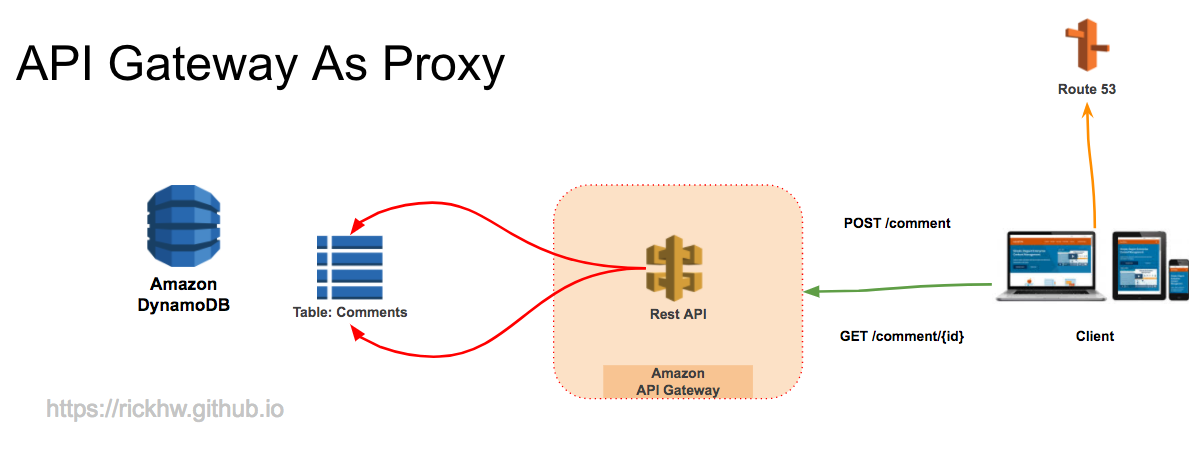 API Gateway As Proxy
Route 53
POST /comment
Amazon
DynamoDB
Table: Comments
Rest API
GET /comment/{id}
Client
Amazon
API Gateway
https://rickhw.github.io